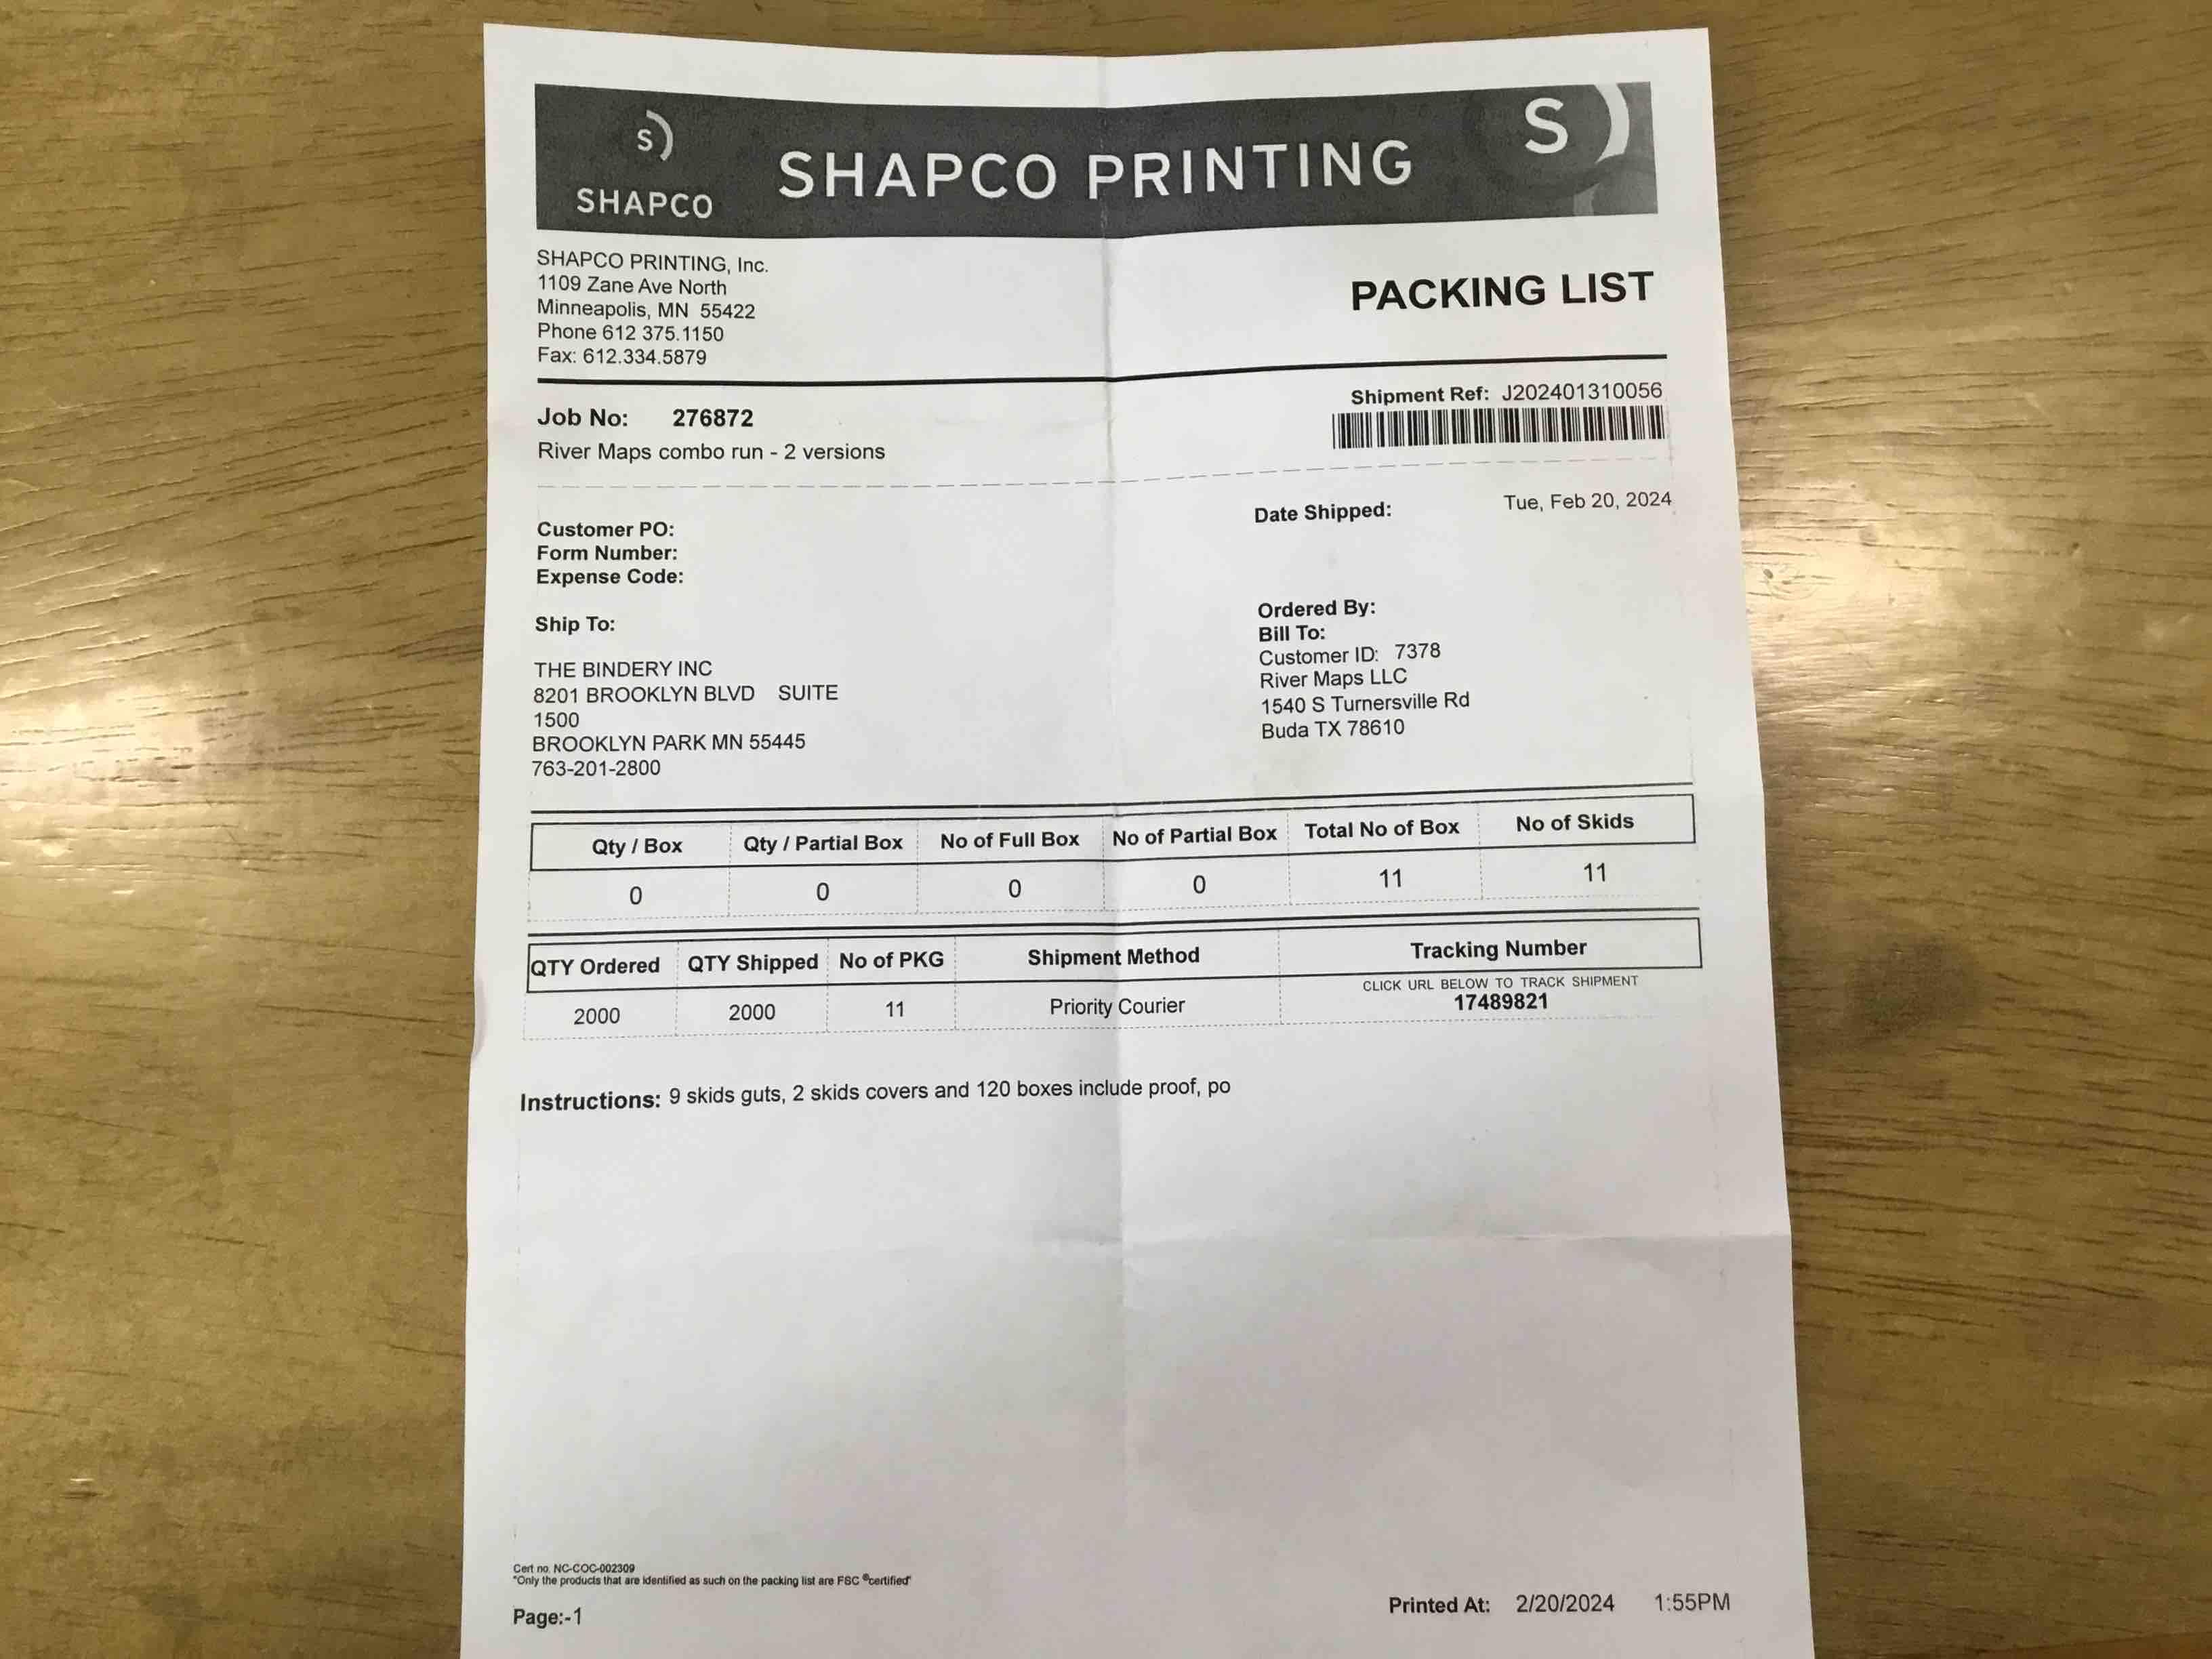 S)
SHAPCO
SHAPCO PRINTING
S)
SHAPCO PRINTING, Inc.
1109 Zane Ave North
Minneapolis, MN 55422
Phone 612 375.1150
Fax: 612.334.5879
PACKING LIST
Shipment Ref: J202401310056
Job No: 276872
River Maps combo run - 2 versions
Date Shipped: Tue, Feb 20, 2024
Customer PO:
Form Number:
Expense Code:
Ship To:
THE BINDERY INC
8201 BROOKLYN BLVD SUITE
1500
BROOKLYN PARK MN 55445
763-201-2800
Ordered By:
Bill To:
Customer ID: 7378
River Maps LLC
1540 S Turnersville Rd
Buda TX 78610
Qty / Box Qty / Partial Box No of Full Box No of Partial Box Total No of Box No of Skids
0 0 0 0 11 11
QTY Ordered QTY Shipped No of PKG Shipment Method Tracking Number
CLICK URL BELOW TO TRACK SHIPMENT
2000 2000 11 Priority Courier 17489821
Instructions: 9 skids guts, 2 skids covers and 120 boxes include proof, po
Cert no. NC-COC-002309
"Only the products that are identified as such on the packing list are FSC ®certified"
Page:-1
Printed At: 2/20/2024 1:55PM